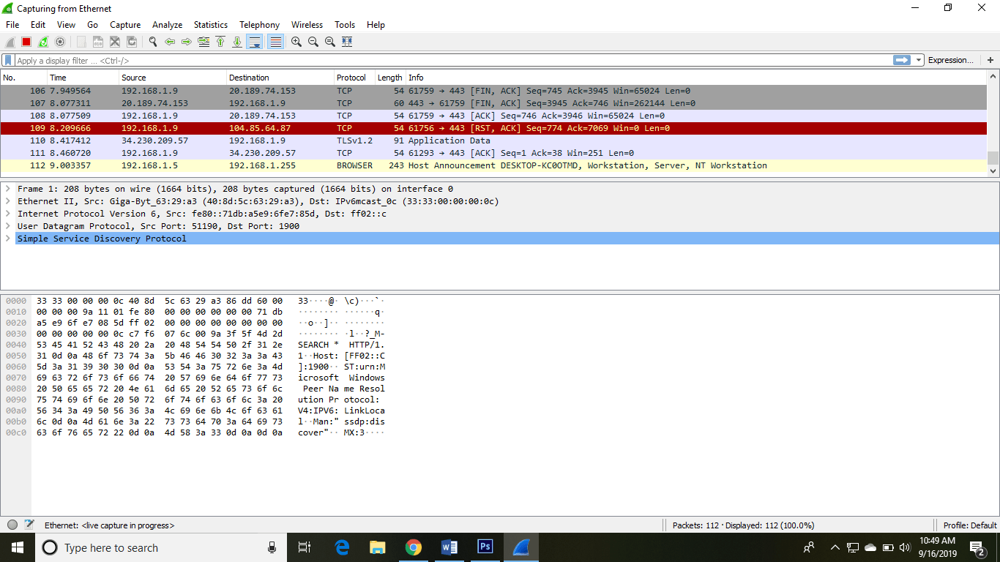 Capturing from Ethernet
File Edit View Go Capture Analyze Statistics Telephony Wireless Tools Help
Apply a display filter ... <Ctrl-/> Expression... +
No. Time Source Destination Protocol Length Info
106 7.949564 192.168.1.9 20.189.74.153 TCP 54 61759 → 443 [FIN, ACK] Seq=745 Ack=3945 Win=65024 Len=0
107 8.077311 20.189.74.153 192.168.1.9 TCP 60 443 → 61759 [FIN, ACK] Seq=3945 Ack=746 Win=262144 Len=0
108 8.077509 192.168.1.9 20.189.74.153 TCP 54 61759 → 443 [ACK] Seq=746 Ack=3946 Win=65024 Len=0
109 8.209666 192.168.1.9 104.85.64.87 TCP 54 61756 → 443 [RST, ACK] Seq=774 Ack=7069 Win=0 Len=0
110 8.417412 34.230.209.57 192.168.1.9 TLSv1.2 91 Application Data
111 8.460720 192.168.1.9 34.230.209.57 TCP 54 61293 → 443 [ACK] Seq=1 Ack=38 Win=251 Len=0
112 9.003357 192.168.1.5 192.168.1.255 BROWSER 243 Host Announcement DESKTOP-KC0OTMD, Workstation, Server, NT Workstation
Frame 1: 208 bytes on wire (1664 bits), 208 bytes captured (1664 bits) on interface 0
Ethernet II, Src: Giga-Byt_63:29:a3 (40:8d:5c:63:29:a3), Dst: IPv6mcast_0c (33:33:00:00:00:0c)
Internet Protocol Version 6, Src: fe80::71db:a5e9:6fe7:85d, Dst: ff02::c
User Datagram Protocol, Src Port: 51190, Dst Port: 1900
Simple Service Discovery Protocol
0000 33 33 00 00 00 0c 40 8d 5c 63 29 a3 86 dd 60 00 33····@· \c)···`·
0010 00 00 00 9a 11 01 fe 80 00 00 00 00 00 00 71 db ········ ······q·
0020 a5 e9 6f e7 08 5d ff 02 00 00 00 00 00 00 00 00 ··o··]·· ········
0030 00 00 00 00 00 0c c7 f6 07 6c 00 9a 3f 5f 4d 2d ········ ·l··?_M-
0040 53 45 41 52 43 48 20 2a 20 48 54 54 50 2f 31 2e SEARCH * HTTP/1.
0050 31 0d 0a 48 6f 73 74 3a 5b 46 46 30 32 3a 3a 43 1··Host: [FF02::C
0060 5d 3a 31 39 30 30 0d 0a 53 54 3a 75 72 6e 3a 4d ]:1900·· ST:urn:M
0070 69 63 72 6f 73 6f 66 74 20 57 69 6e 64 6f 77 73 icrosoft Windows
0080 20 50 65 65 72 20 4e 61 6d 65 20 52 65 73 6f 6c Peer Na me Resol
0090 75 74 69 6f 6e 20 50 72 6f 74 6f 63 6f 6c 3a 20 ution Pr otocol:
00a0 56 34 3a 49 50 56 36 3a 4c 69 6e 6b 4c 6f 63 61 V4:IPV6: LinkLoca
00b0 6c 0d 0a 4d 61 6e 3a 22 73 73 64 70 3a 64 69 73 l··Man:" ssdp:dis
00c0 63 6f 76 65 72 22 0d 0a 4d 58 3a 33 0d 0a 0d 0a cover"·· MX:3····
Ethernet: <live capture in progress> Packets: 112 · Displayed: 112 (100.0%) Profile: Default
Type here to search Ps 10:49 AM
9/16/2019 2